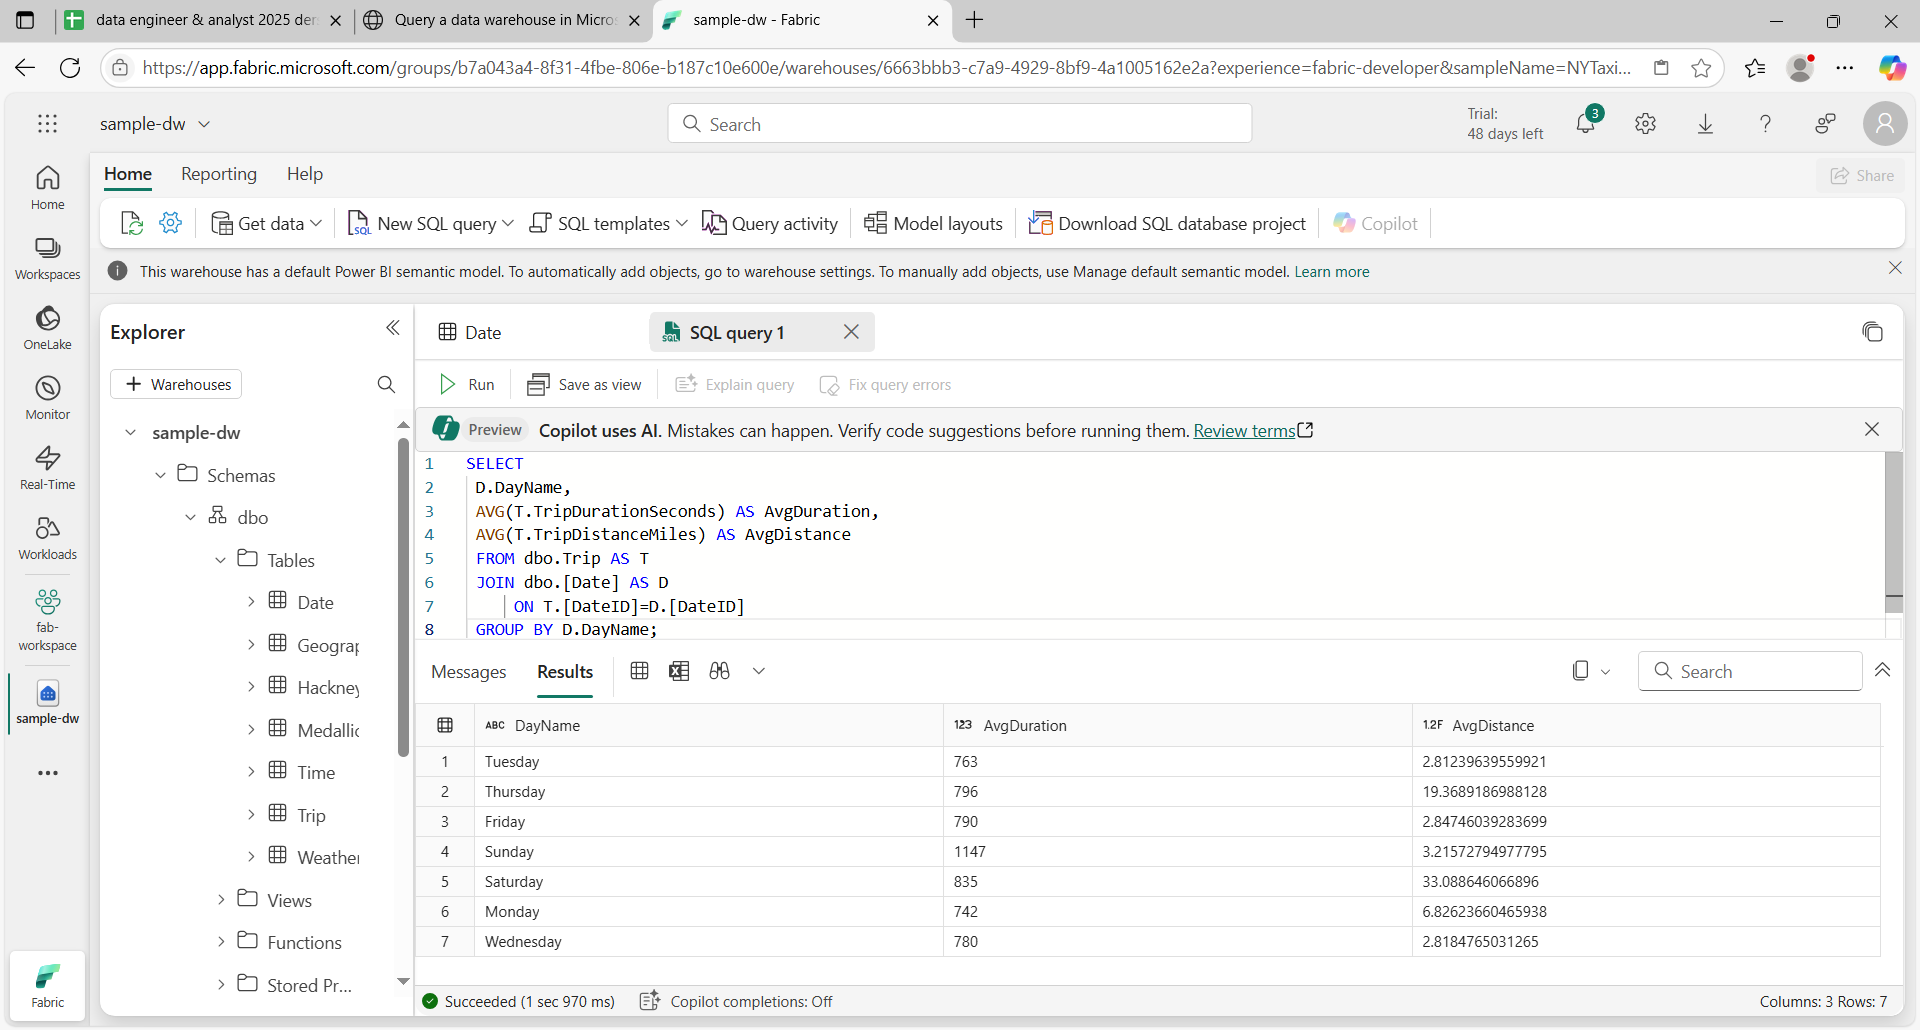 data engineer & analyst 2025 der
Query a data warehouse in Micros
sample-dw - Fabric
https://app.fabric.microsoft.com/groups/b7a043a4-8f31-4fbe-806e-b187c10e600e/warehouses/6663bbb3-c7a9-4929-8bf9-4a1005162e2a?experience=fabric-developer&sampleName=NYTaxi...
sample-dw
Search
Trial:
48 days left
3
Home
Reporting
Help
Share
Get data
New SQL query
SQL templates
Query activity
Model layouts
Download SQL database project
Copilot
This warehouse has a default Power BI semantic model. To automatically add objects, go to warehouse settings. To manually add objects, use Manage default semantic model. Learn more
Home
Workspaces
OneLake
Monitor
Real-Time
Workloads
fab-
workspace
sample-dw
Fabric
Explorer
Warehouses
sample-dw
Schemas
dbo
Tables
Date
Geograp
Hackney
Medallic
Time
Trip
Weather
Views
Functions
Stored Pr...
Date
SQL query 1
Run
Save as view
Explain query
Fix query errors
Preview
Copilot uses AI. Mistakes can happen. Verify code suggestions before running them. Review terms
1 SELECT
2 D.DayName,
3 AVG(T.TripDurationSeconds) AS AvgDuration,
4 AVG(T.TripDistanceMiles) AS AvgDistance
5 FROM dbo.Trip AS T
6 JOIN dbo.[Date] AS D
7 ON T.[DateID]=D.[DateID]
8 GROUP BY D.DayName;
Messages
Results
Search
ABC DayName 123 AvgDuration 1.2F AvgDistance
1 Tuesday 763 2.81239639559921
2 Thursday 796 19.3689186988128
3 Friday 790 2.84746039283699
4 Sunday 1147 3.21572794977795
5 Saturday 835 33.088646066896
6 Monday 742 6.82623660465938
7 Wednesday 780 2.8184765031265
Succeeded (1 sec 970 ms)
Copilot completions: Off
Columns: 3 Rows: 7